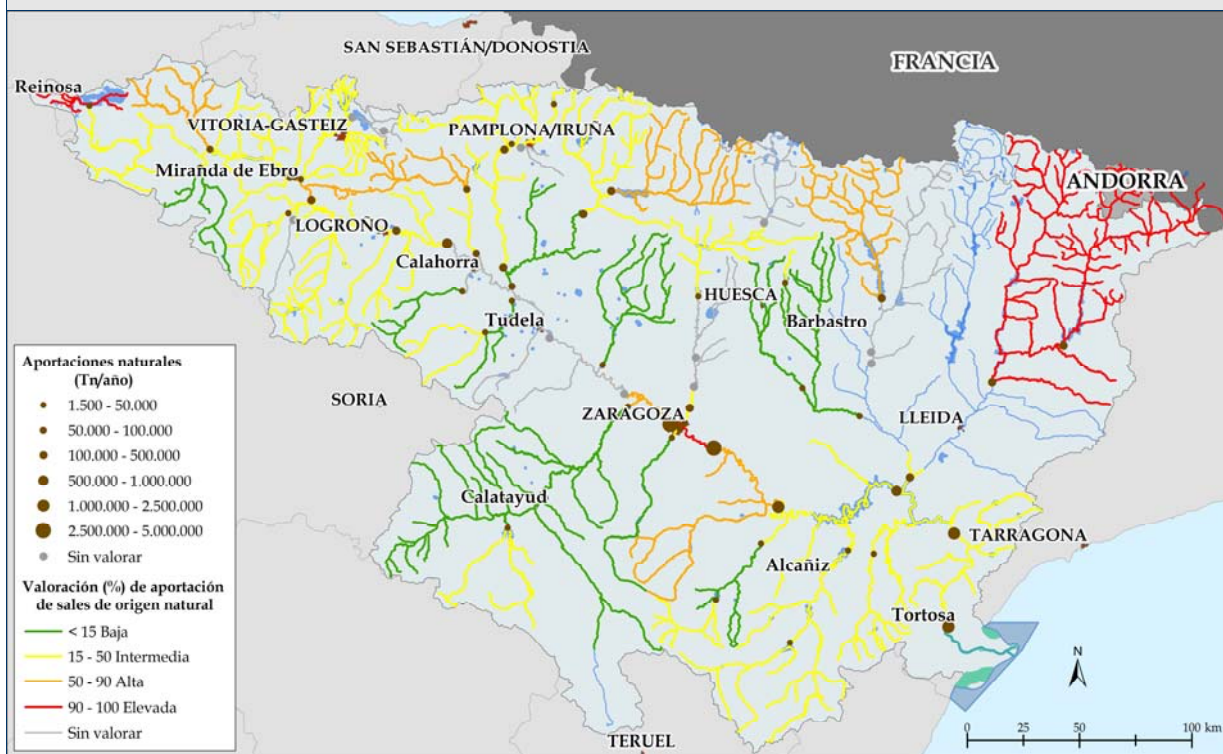 SAN SEBASTIÁN/DONOSTIA
FRANCIA
Reinosa
VITORIA-GASTEIZ
PAMPLONA/IRUÑA
Miranda de Ebro
ANDORRA
LOGROÑO
Calahorra
HUESCA
Barbastro
Tudela
SORIA
ZARAGOZA
LLEIDA
Calatayud
TARRAGONA
Alcañiz
Tortosa
TERUEL
Aportaciones naturales
(Tn/año)
1.500 - 50.000
50.000 - 100.000
100.000 - 500.000
500.000 - 1.000.000
1.000.000 - 2.500.000
2.500.000 - 5.000.000
Sin valorar
Valoración (%) de aportación
de sales de origen natural
< 15 Baja
15 - 50 Intermedia
50 - 90 Alta
90 - 100 Elevada
Sin valorar
N
0 25 50 100 km